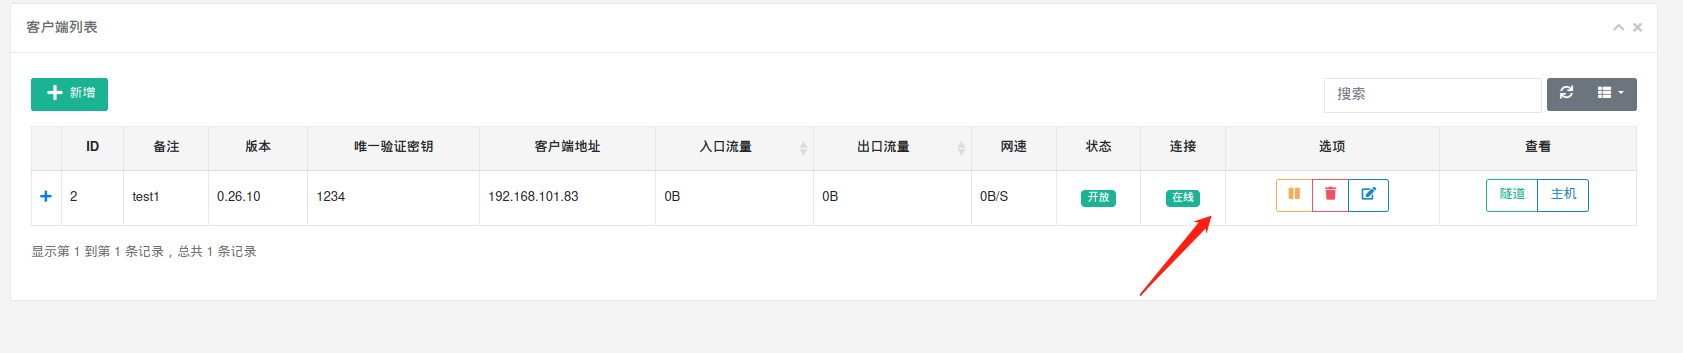 客户端列表
新增
搜索
ID 备注 版本 唯一验证密钥 客户端地址 入口流量 出口流量 网速 状态 连接 选项 查看
2 test1 0.26.10 1234 192.168.101.83 0B 0B 0B/S 开放 在线 隧道 主机
显示第 1 到第 1 条记录，总共 1 条记录